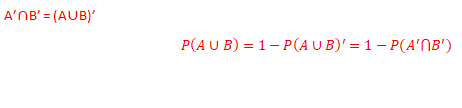 A′∩B′ = (A∪B)′
P(A ∪ B) = 1 − P(A ∪ B)′ = 1 − P(A′⋂B′)